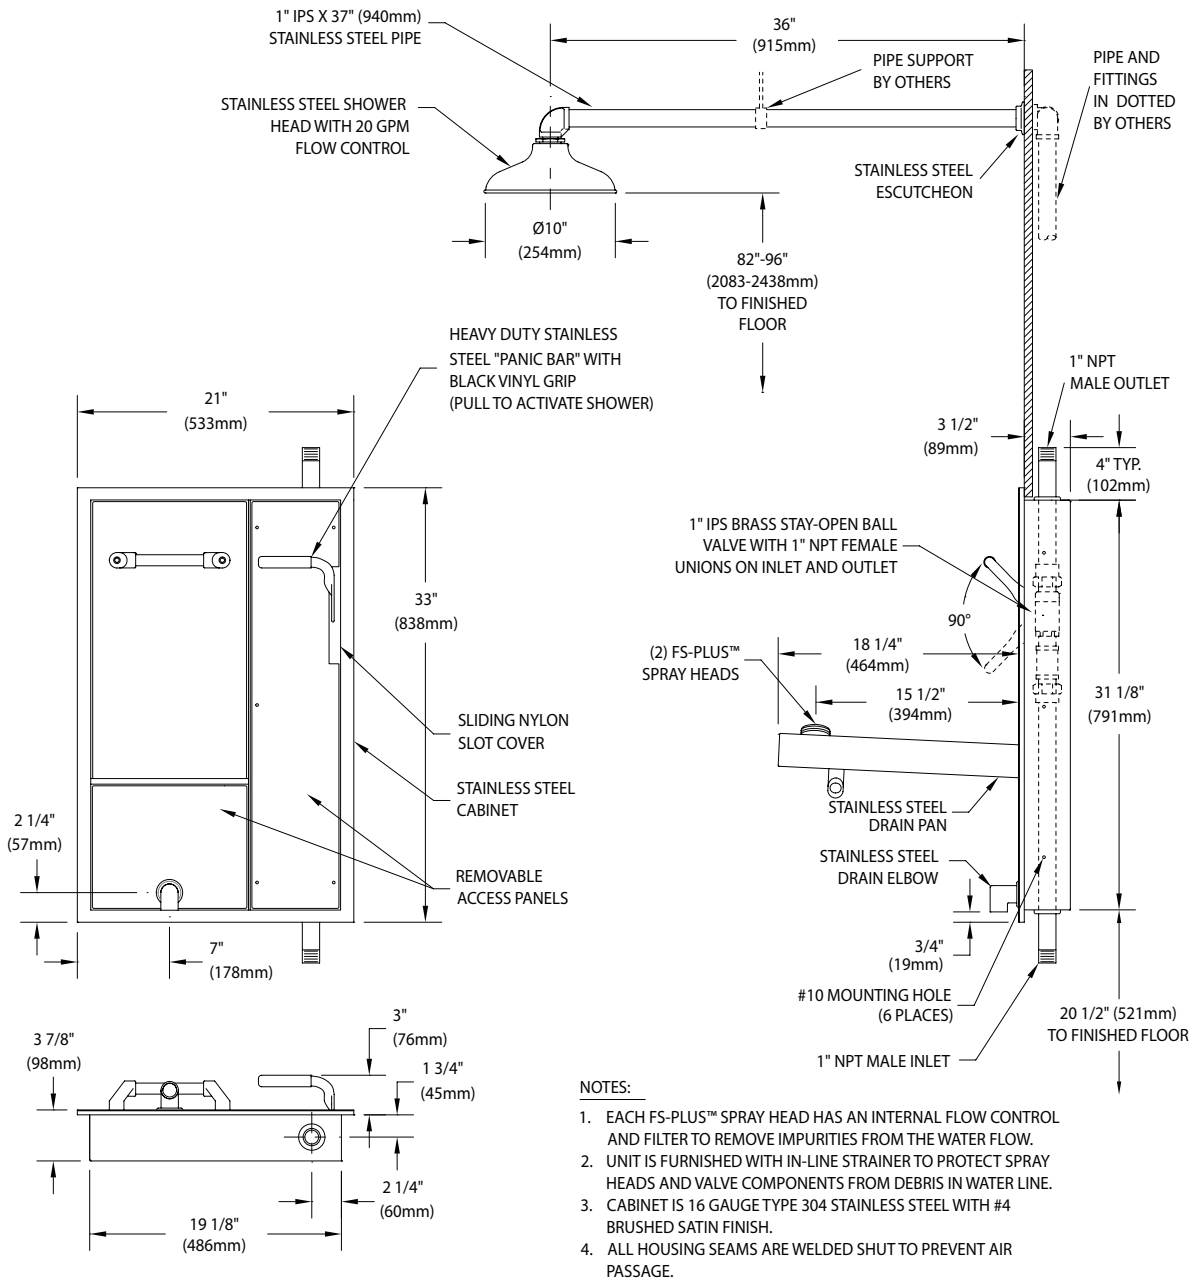 1" IPS X 37" (940mm)
STAINLESS STEEL PIPE
36"
(915mm)
PIPE SUPPORT
BY OTHERS
PIPE AND
FITTINGS
IN DOTTED
BY OTHERS
STAINLESS STEEL SHOWER
HEAD WITH 20 GPM
FLOW CONTROL
STAINLESS STEEL
ESCUTCHEON
Ø10"
(254mm)
82"-96"
(2083-2438mm)
TO FINISHED
FLOOR
HEAVY DUTY STAINLESS
STEEL "PANIC BAR" WITH
BLACK VINYL GRIP
(PULL TO ACTIVATE SHOWER)
1" NPT
MALE OUTLET
21"
(533mm)
3 1/2"
(89mm)
4" TYP.
(102mm)
1" IPS BRASS STAY-OPEN BALL
VALVE WITH 1" NPT FEMALE
UNIONS ON INLET AND OUTLET
33"
(838mm)
90°
18 1/4"
(464mm)
(2) FS-PLUS™
SPRAY HEADS
15 1/2"
(394mm)
31 1/8"
(791mm)
SLIDING NYLON
SLOT COVER
STAINLESS STEEL
CABINET
STAINLESS STEEL
DRAIN PAN
2 1/4"
(57mm)
STAINLESS STEEL
DRAIN ELBOW
REMOVABLE
ACCESS PANELS
7"
(178mm)
3/4"
(19mm)
#10 MOUNTING HOLE
(6 PLACES)
20 1/2" (521mm)
TO FINISHED FLOOR
1" NPT MALE INLET
3"
(76mm)
3 7/8"
(98mm)
1 3/4"
(45mm)
2 1/4"
(60mm)
19 1/8"
(486mm)
NOTES:
1. EACH FS-PLUS™ SPRAY HEAD HAS AN INTERNAL FLOW CONTROL
AND FILTER TO REMOVE IMPURITIES FROM THE WATER FLOW.
2. UNIT IS FURNISHED WITH IN-LINE STRAINER TO PROTECT SPRAY
HEADS AND VALVE COMPONENTS FROM DEBRIS IN WATER LINE.
3. CABINET IS 16 GAUGE TYPE 304 STAINLESS STEEL WITH #4
BRUSHED SATIN FINISH.
4. ALL HOUSING SEAMS ARE WELDED SHUT TO PREVENT AIR
PASSAGE.